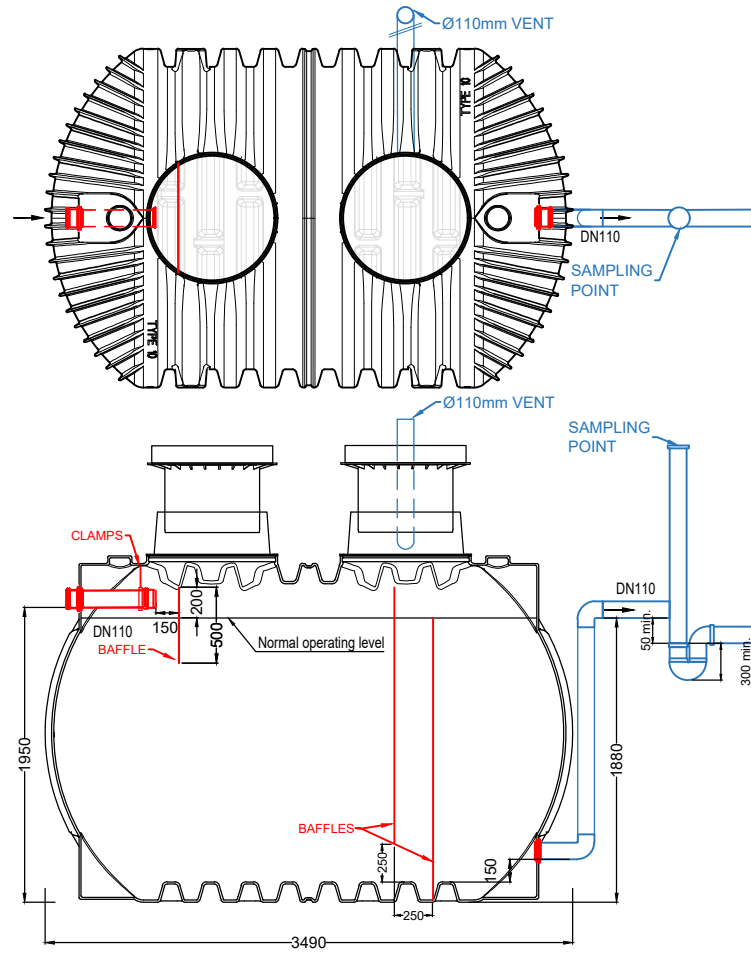 Ø110mm VENT
TYPE 10
DN110
SAMPLING
POINT
TYPE 10
Ø110mm VENT
SAMPLING
POINT
CLAMPS
DN110
200
150
500
DN110
BAFFLE
Normal operating level
50 min.
300 min.
1950
1880
BAFFLES
250
150
250
3490